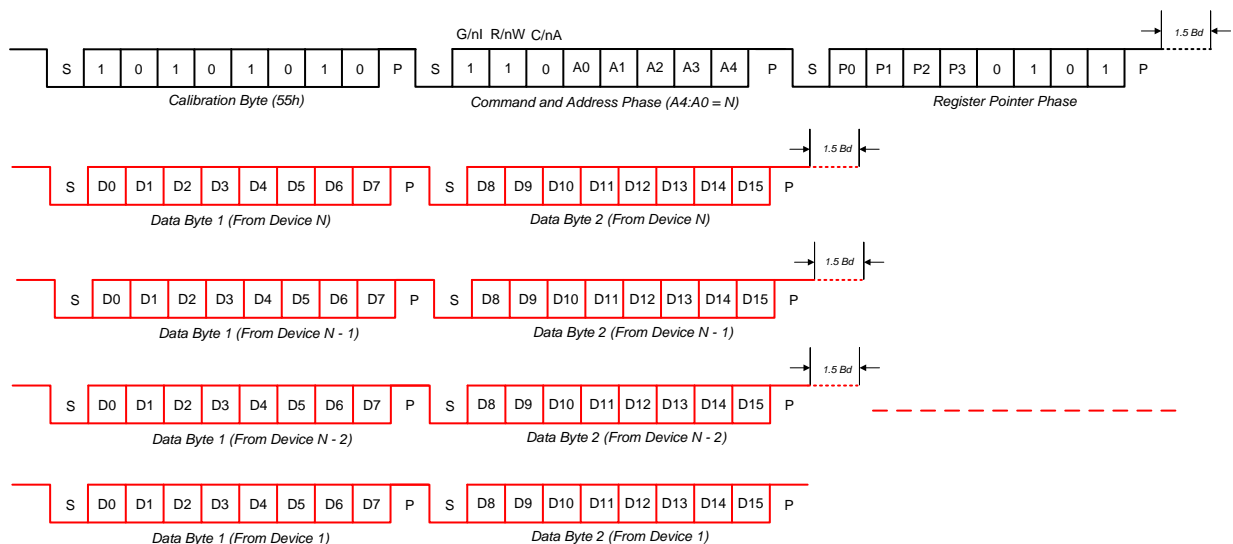 G/nI R/nW C/nA
1.5 Bd
S 1 0 1 0 1 0 1 0 P S 1 1 0 A0 A1 A2 A3 A4 P S P0 P1 P2 P3 0 1 0 1 P
Calibration Byte (55h) Command and Address Phase (A4:A0 = N) Register Pointer Phase
1.5 Bd
S D0 D1 D2 D3 D4 D5 D6 D7 P S D8 D9 D10 D11 D12 D13 D14 D15 P
Data Byte 1 (From Device N) Data Byte 2 (From Device N)
1.5 Bd
S D0 D1 D2 D3 D4 D5 D6 D7 P S D8 D9 D10 D11 D12 D13 D14 D15 P
Data Byte 1 (From Device N - 1) Data Byte 2 (From Device N - 1)
1.5 Bd
S D0 D1 D2 D3 D4 D5 D6 D7 P S D8 D9 D10 D11 D12 D13 D14 D15 P
Data Byte 1 (From Device N - 2) Data Byte 2 (From Device N - 2)
S D0 D1 D2 D3 D4 D5 D6 D7 P S D8 D9 D10 D11 D12 D13 D14 D15 P
Data Byte 1 (From Device 1) Data Byte 2 (From Device 1)